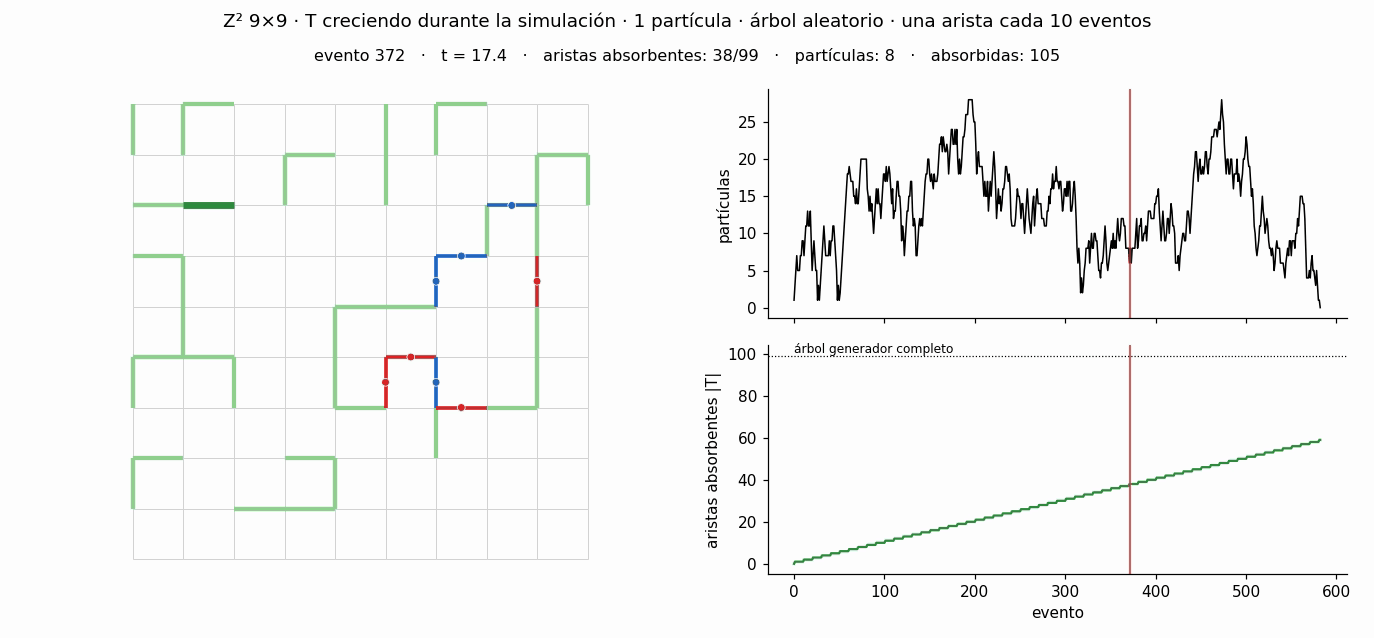 Z² 9×9 · T creciendo durante la simulación · 1 partícula · árbol aleatorio · una arista cada 10 eventos
evento 372 · t = 17.4 · aristas absorbentes: 38/99 · partículas: 8 · absorbidas: 105
partículas
25
20
15
10
5
0
aristas absorbentes |T|
árbol generador completo
100
80
60
40
20
0
0 100 200 300 400 500 600
evento